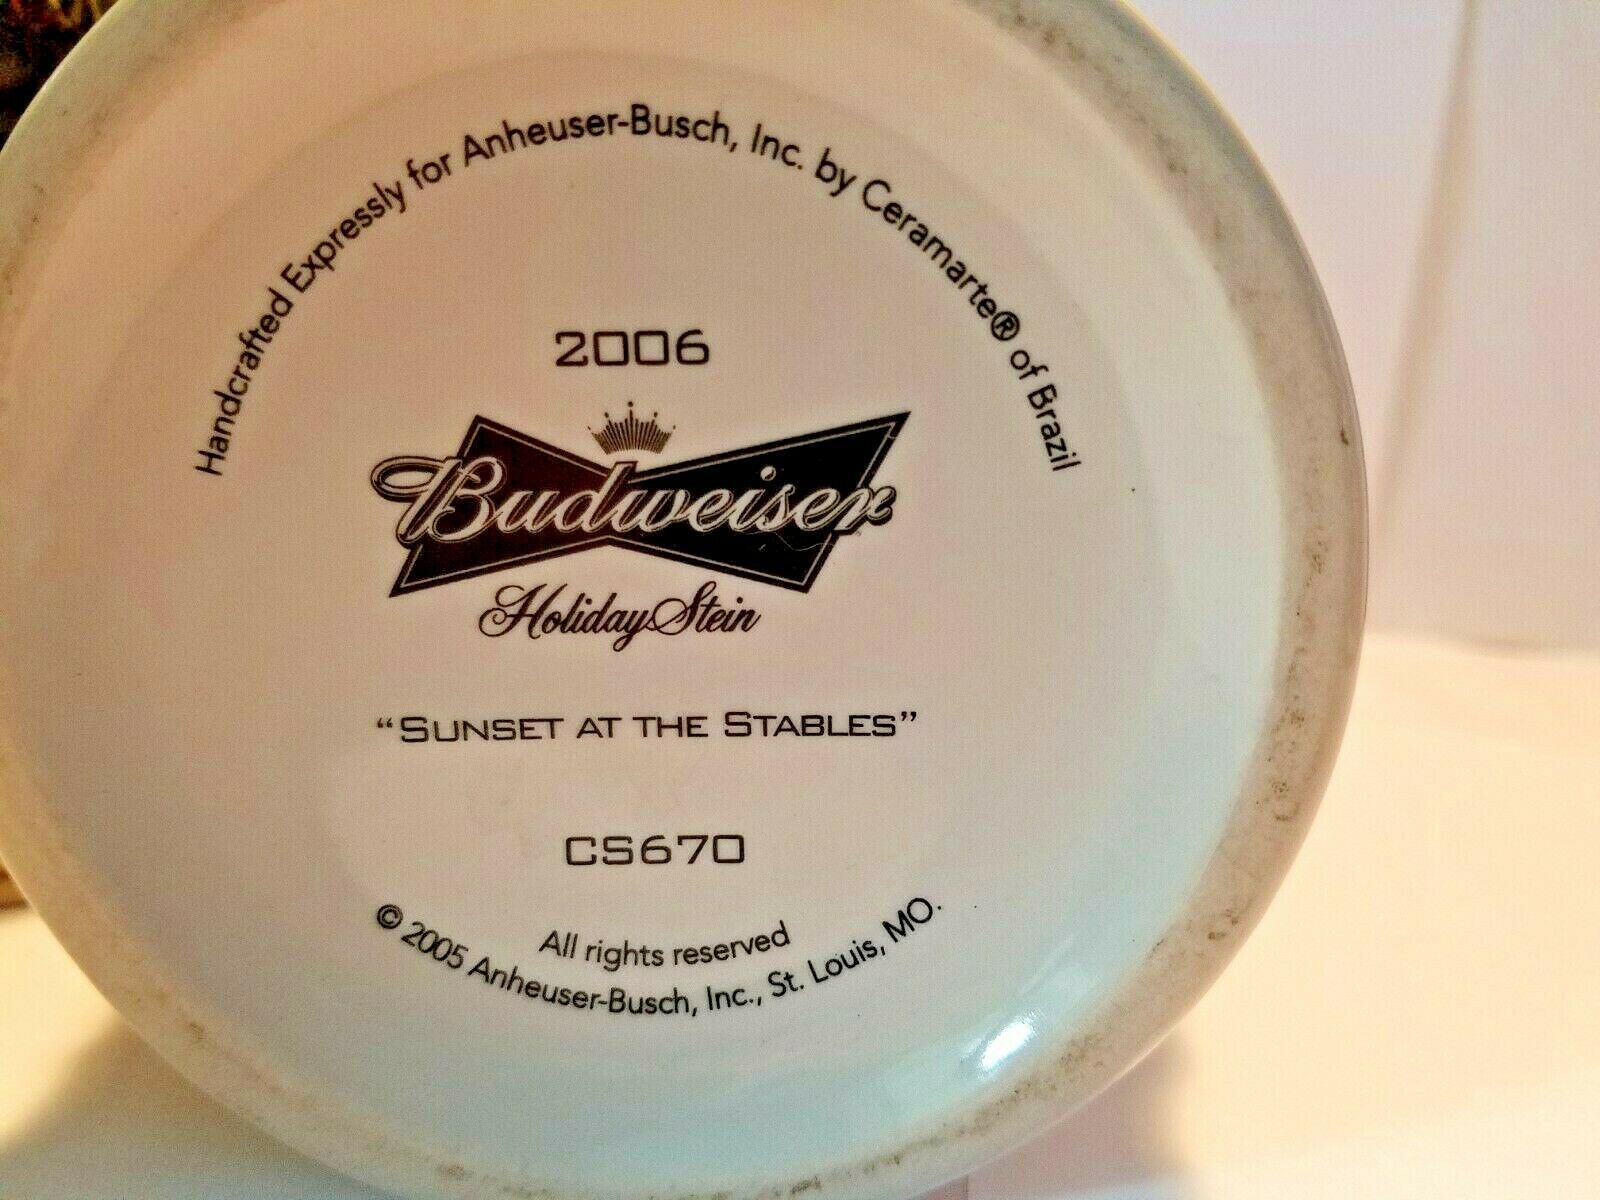 Handcrafted Expressly for Anheuser-Busch, Inc. by Ceramarte® of Brazil
2006
Budweiser
Holiday Stein
“SUNSET AT THE STABLES”
CS670
All rights reserved
© 2005 Anheuser-Busch, Inc., St. Louis, MO.